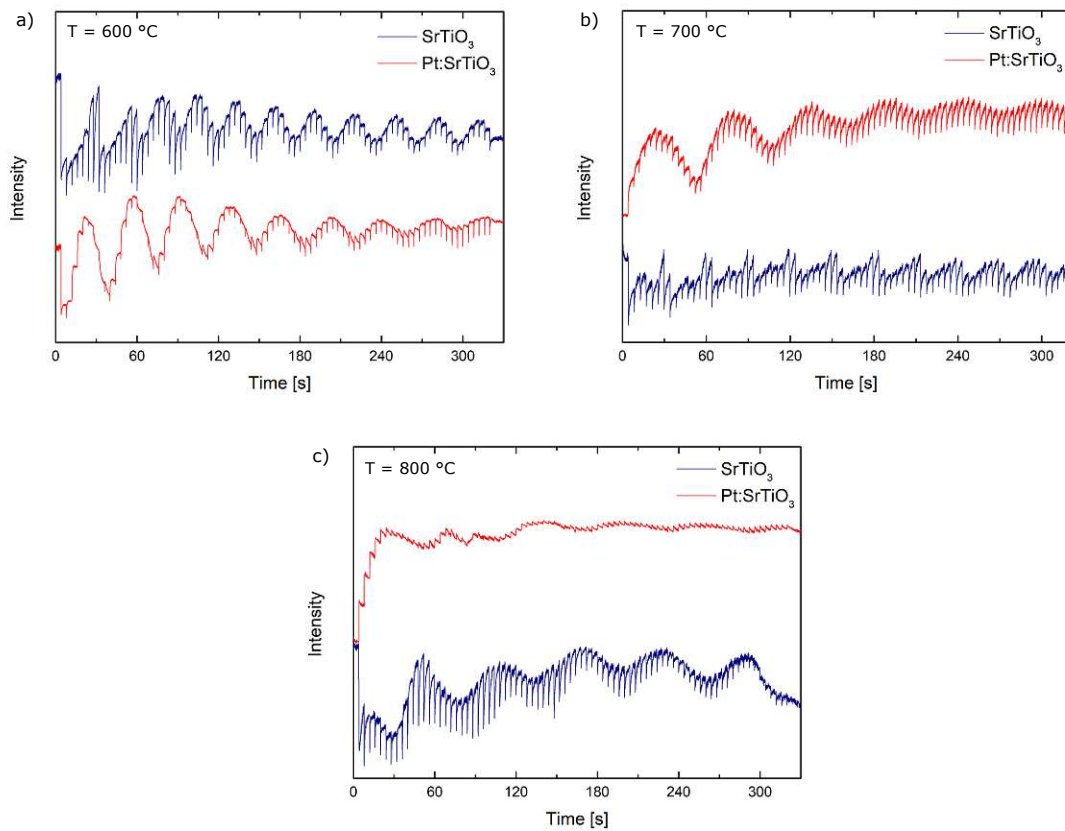 a)
T = 600 °C
SrTiO₃
Pt:SrTiO₃
Intensity
0 60 120 180 240 300
Time [s]
b)
T = 700 °C
SrTiO₃
Pt:SrTiO₃
Intensity
0 60 120 180 240 300
Time [s]
c)
T = 800 °C
SrTiO₃
Pt:SrTiO₃
Intensity
0 60 120 180 240 300
Time [s]